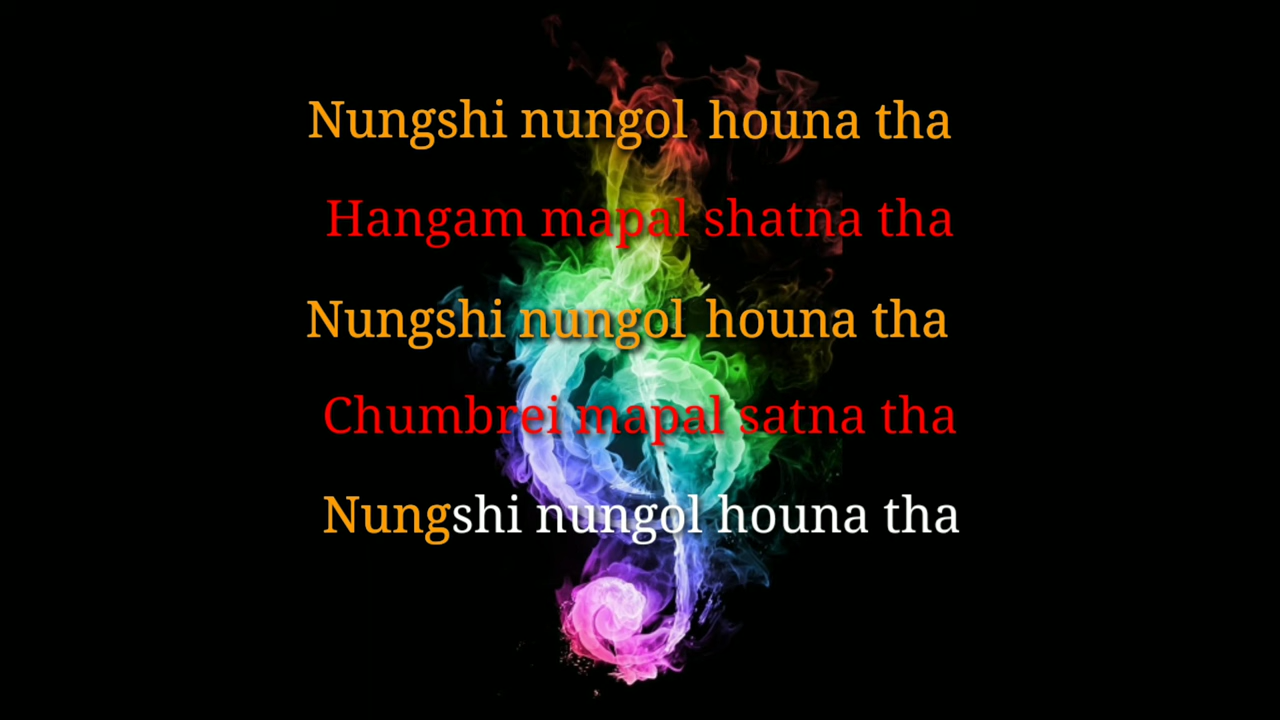 Nungshi nungol houna tha
Hangam mapal shatna tha
Nungshi nungol houna tha
Chumbrei mapal satna tha
Nungshi nungol houna tha